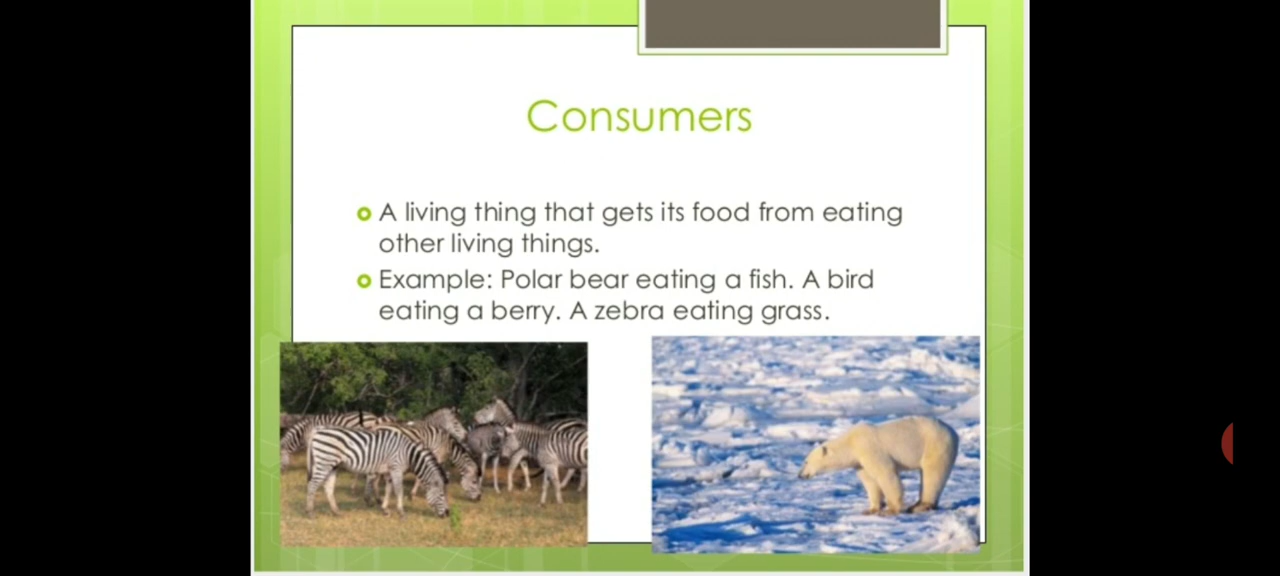 Consumers
A living thing that gets its food from eating
other living things.
Example: Polar bear eating a fish. A bird
eating a berry. A zebra eating grass.